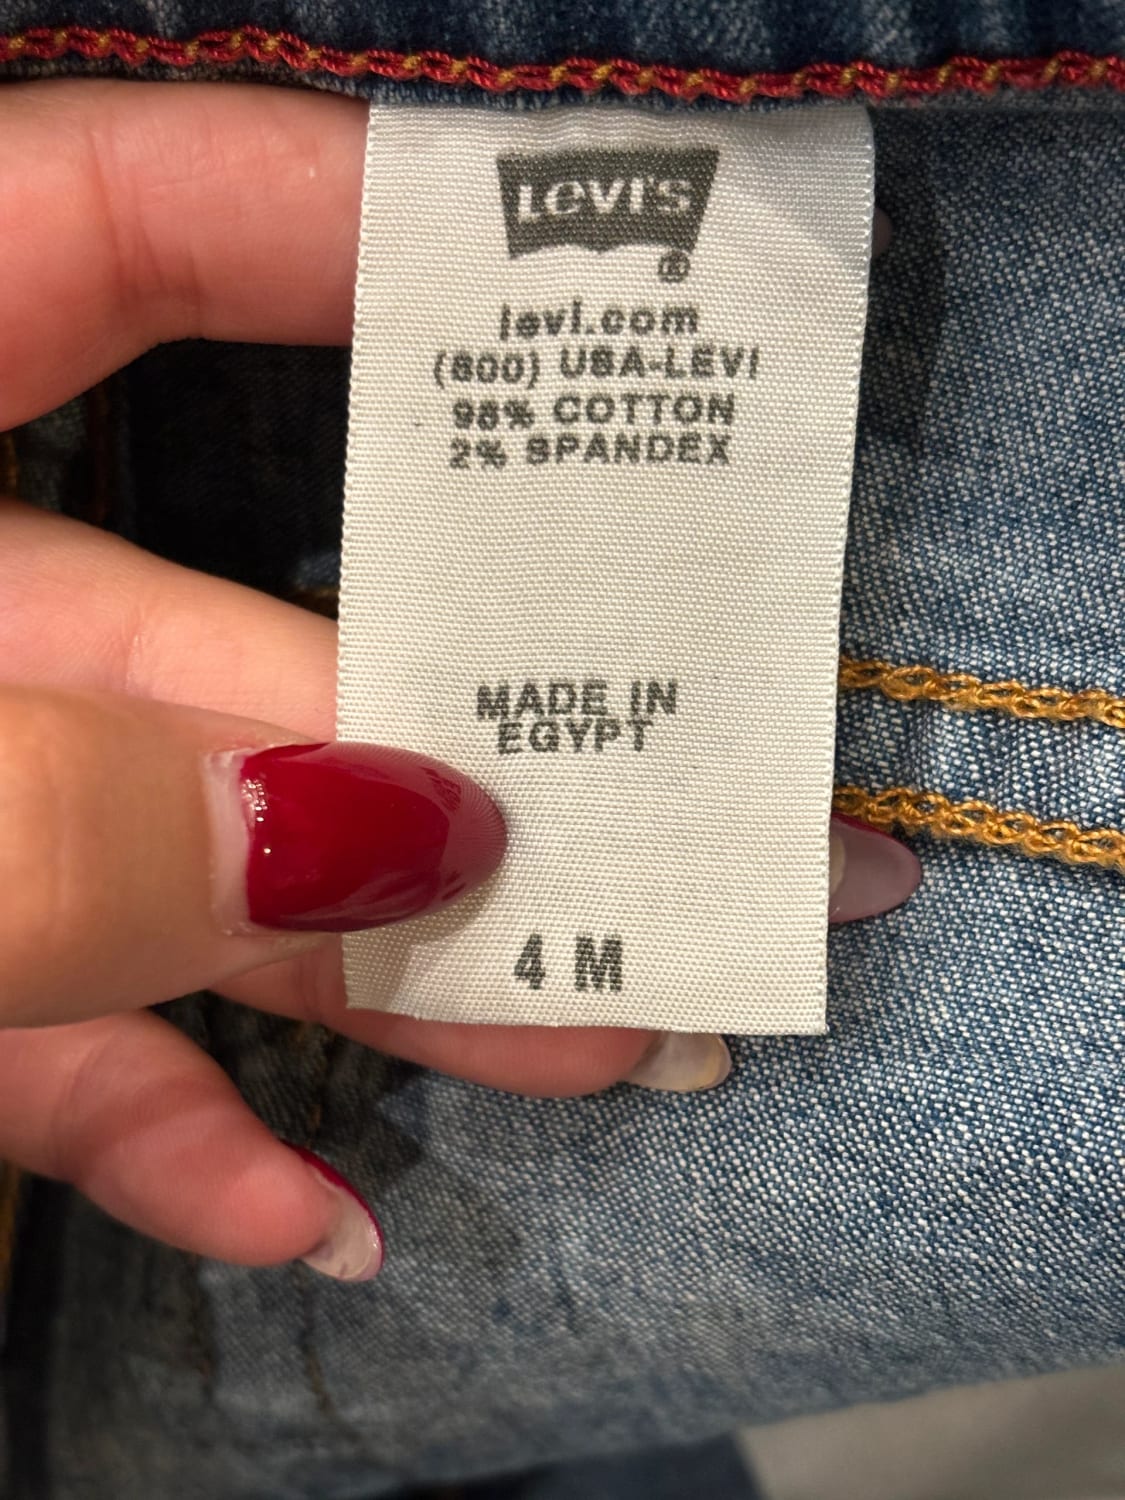 LEVI'S
®
levi.com
(800) USA-LEVI
98% COTTON
2% SPANDEX
MADE IN
EGYPT
4 M